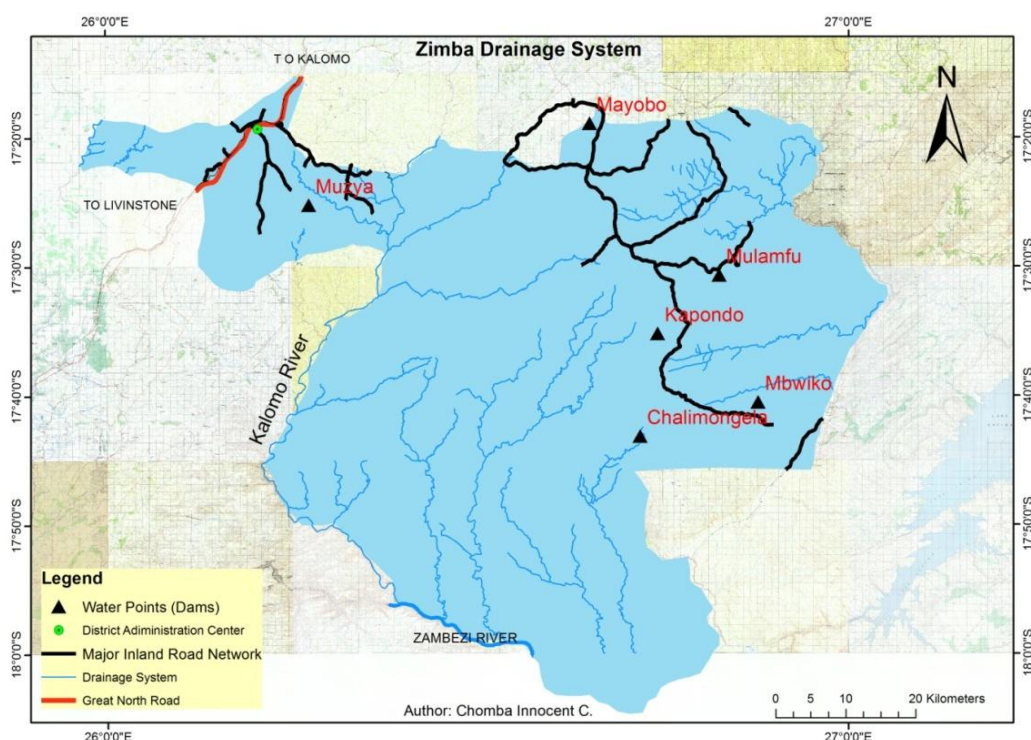 26°0'0"E
27°0'0"E
Zimba Drainage System
T O KALOMO
N
Mayobo
17°20'0"S
17°20'0"S
Muzya
TO LIVINSTONE
Mulamfu
17°30'0"S
17°30'0"S
Kapondo
Kalomo River
Mbwiko
17°40'0"S
17°40'0"S
Chalimongela
17°50'0"S
17°50'0"S
Legend
Water Points (Dams)
District Adiministration Center
Major Inland Road Network
Drainage System
Great North Road
ZAMBEZI RIVER
18°0'0"S
18°0'0"S
Author: Chomba Innocent C.
0 5 10 20 Kilometers
26°0'0"E
27°0'0"E